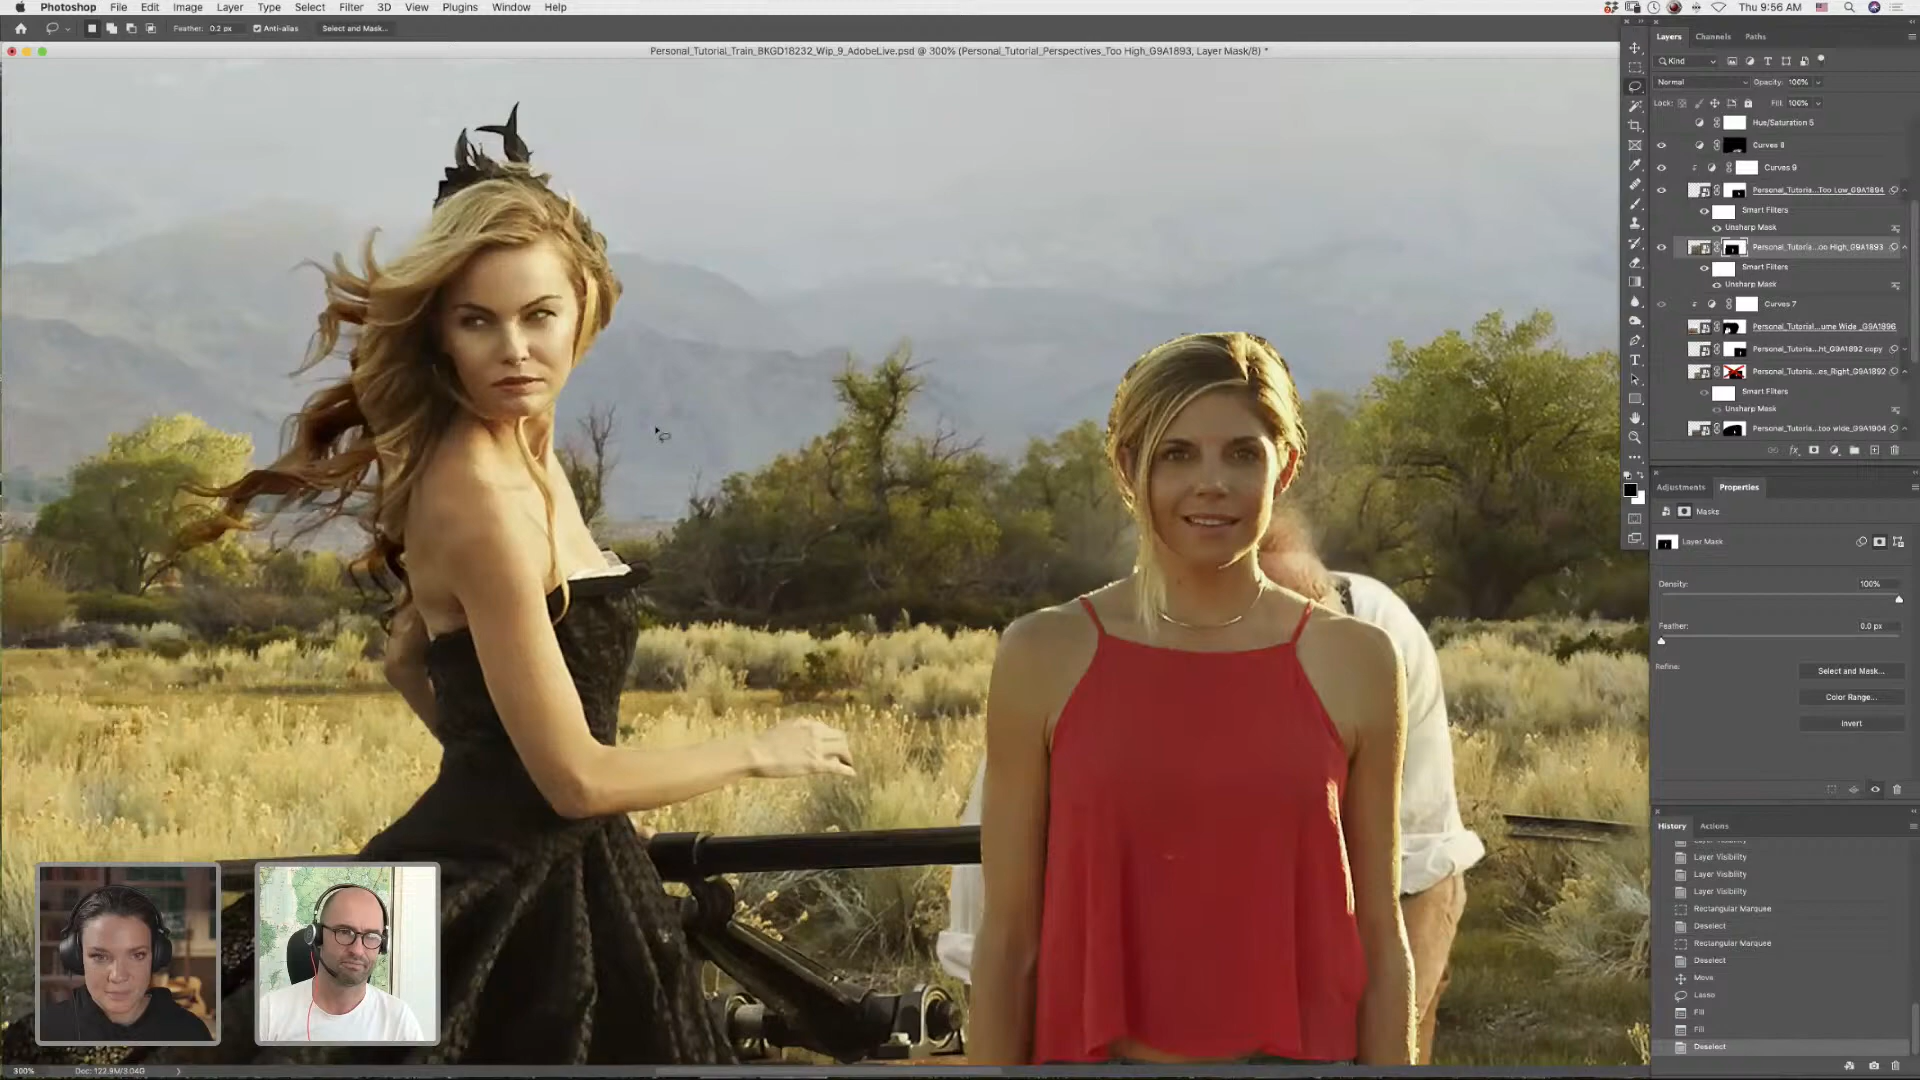 Photoshop File Edit Image Layer Type Select Filter 3D View Plugins Window Help
Thu 9:56 AM
Feather: 0.2 px Anti-alias Select and Mask...
Personal_Tutorial_Train_BKGD18232_Wip_9_AdobeLive.psd @ 300% (Personal_Tutorial_Perspectives_Too High_G9A1893, Layer Mask/8) *
Layers Channels Paths
Kind
Normal Opacity: 100%
Lock: Fill: 100%
Hue/Saturation 5
Curves 8
Curves 9
Personal_Tutoria...Too Low_G9A1894
Smart Filters
Unsharp Mask
Personal_Tutoria...oo High_G9A1893
Smart Filters
Unsharp Mask
Curves 7
Personal_Tutorial...ume Wide _G9A1896
Personal_Tutoria...ht_G9A1892 copy
Personal_Tutoria...es_Right_G9A1892
Smart Filters
Unsharp Mask
Personal_Tutoria...too wide_G9A1904
fx
Adjustments Properties
Masks
Layer Mask
Density: 100%
Feather: 0.0 px
Refine: Select and Mask...
Color Range...
Invert
History Actions
Layer Visibility
Layer Visibility
Layer Visibility
Layer Visibility
Rectangular Marquee
Deselect
Rectangular Marquee
Deselect
Move
Lasso
Fill
Fill
Deselect
300% Doc: 122.9M/3.04G